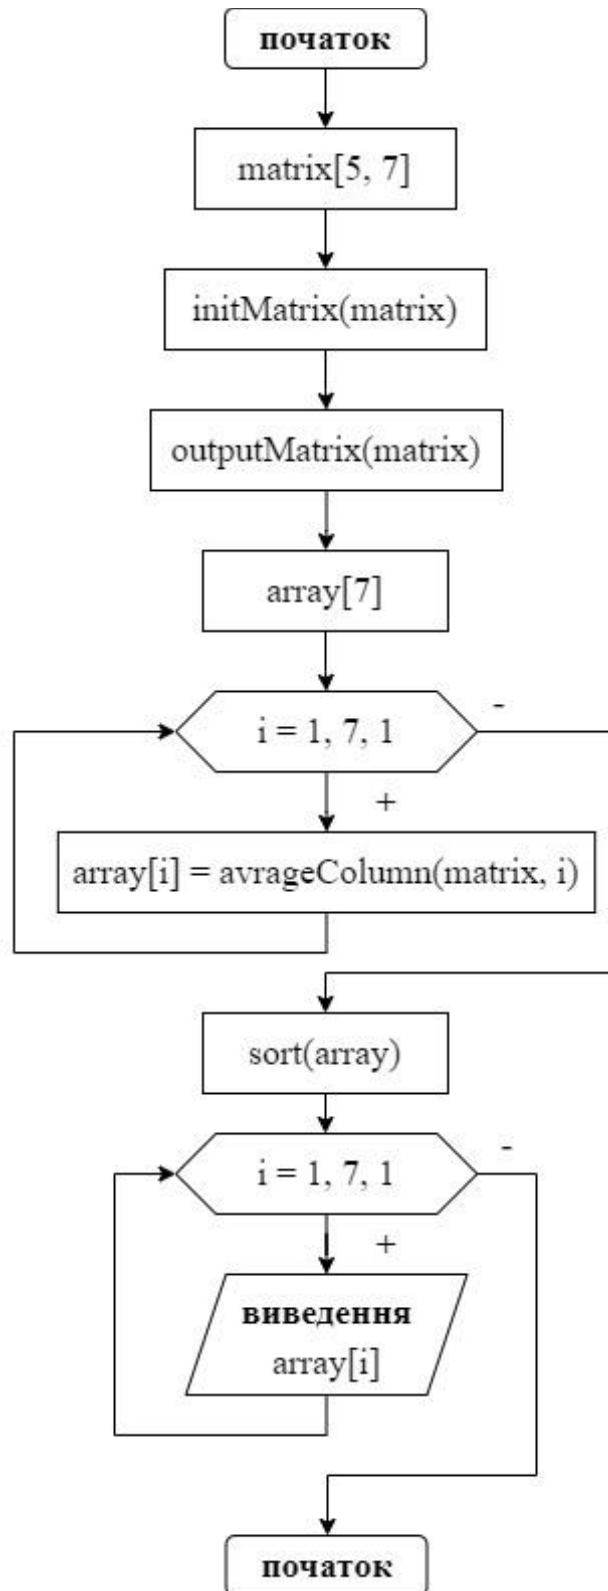 початок
matrix[5, 7]
initMatrix(matrix)
outputMatrix(matrix)
array[7]
i = 1, 7, 1
-
+
array[i] = avrageColumn(matrix, i)
sort(array)
i = 1, 7, 1
-
+
виведення
array[i]
початок